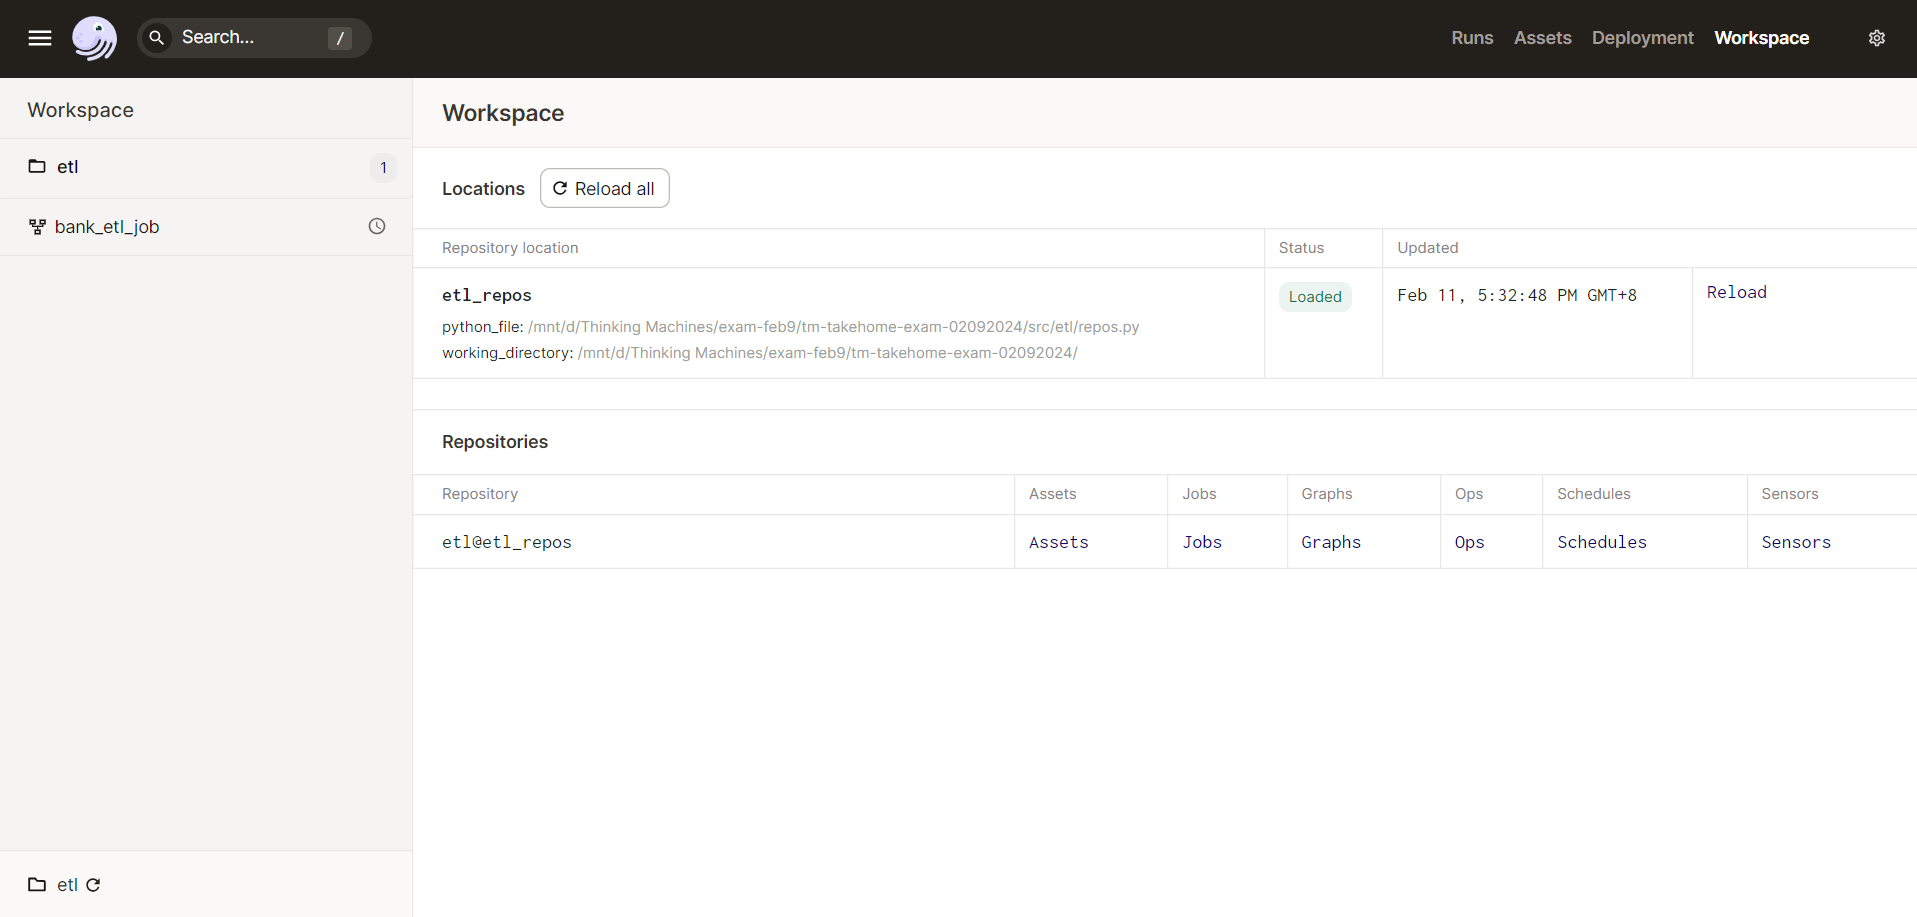 Search...
/
Runs Assets Deployment Workspace
Workspace
etl 1
bank_etl_job
etl
Workspace
Locations Reload all
Repository location Status Updated
etl_repos Loaded Feb 11, 5:32:48 PM GMT+8 Reload
python_file: /mnt/d/Thinking Machines/exam-feb9/tm-takehome-exam-02092024/src/etl/repos.py
working_directory: /mnt/d/Thinking Machines/exam-feb9/tm-takehome-exam-02092024/
Repositories
Repository Assets Jobs Graphs Ops Schedules Sensors
etl@etl_repos Assets Jobs Graphs Ops Schedules Sensors